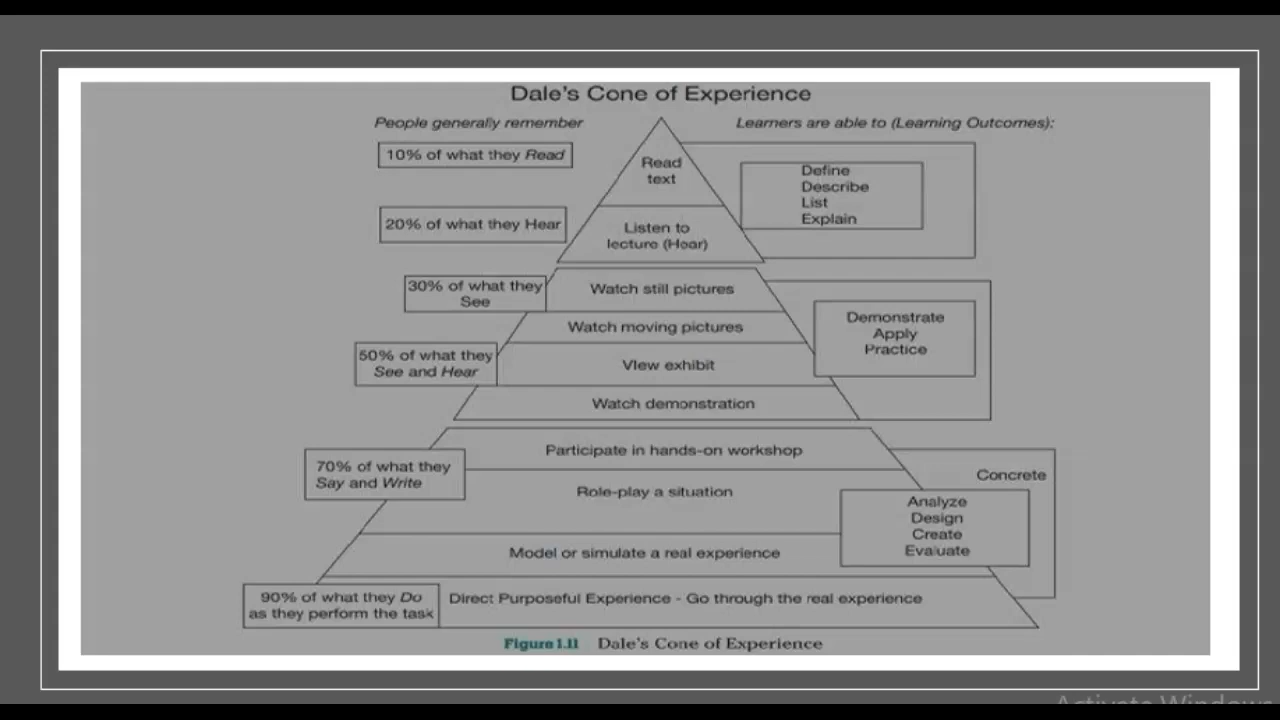 Dale's Cone of Experience
People generally remember
Learners are able to (Learning Outcomes):
10% of what they Read
Read
text
Define
Describe
List
Explain
20% of what they Hear
Listen to
lecture (Hear)
30% of what they
See
Watch still pictures
Watch moving pictures
Demonstrate
Apply
Practice
50% of what they
See and Hear
VIew exhibit
Watch demonstration
Participate in hands-on workshop
70% of what they
Say and Write
Role-play a situation
Concrete
Analyze
Design
Create
Evaluate
Model or simulate a real experience
90% of what they Do
as they perform the task
Direct Purposeful Experience - Go through the real experience
Figure 1.11 Dale's Cone of Experience
Activate Windows